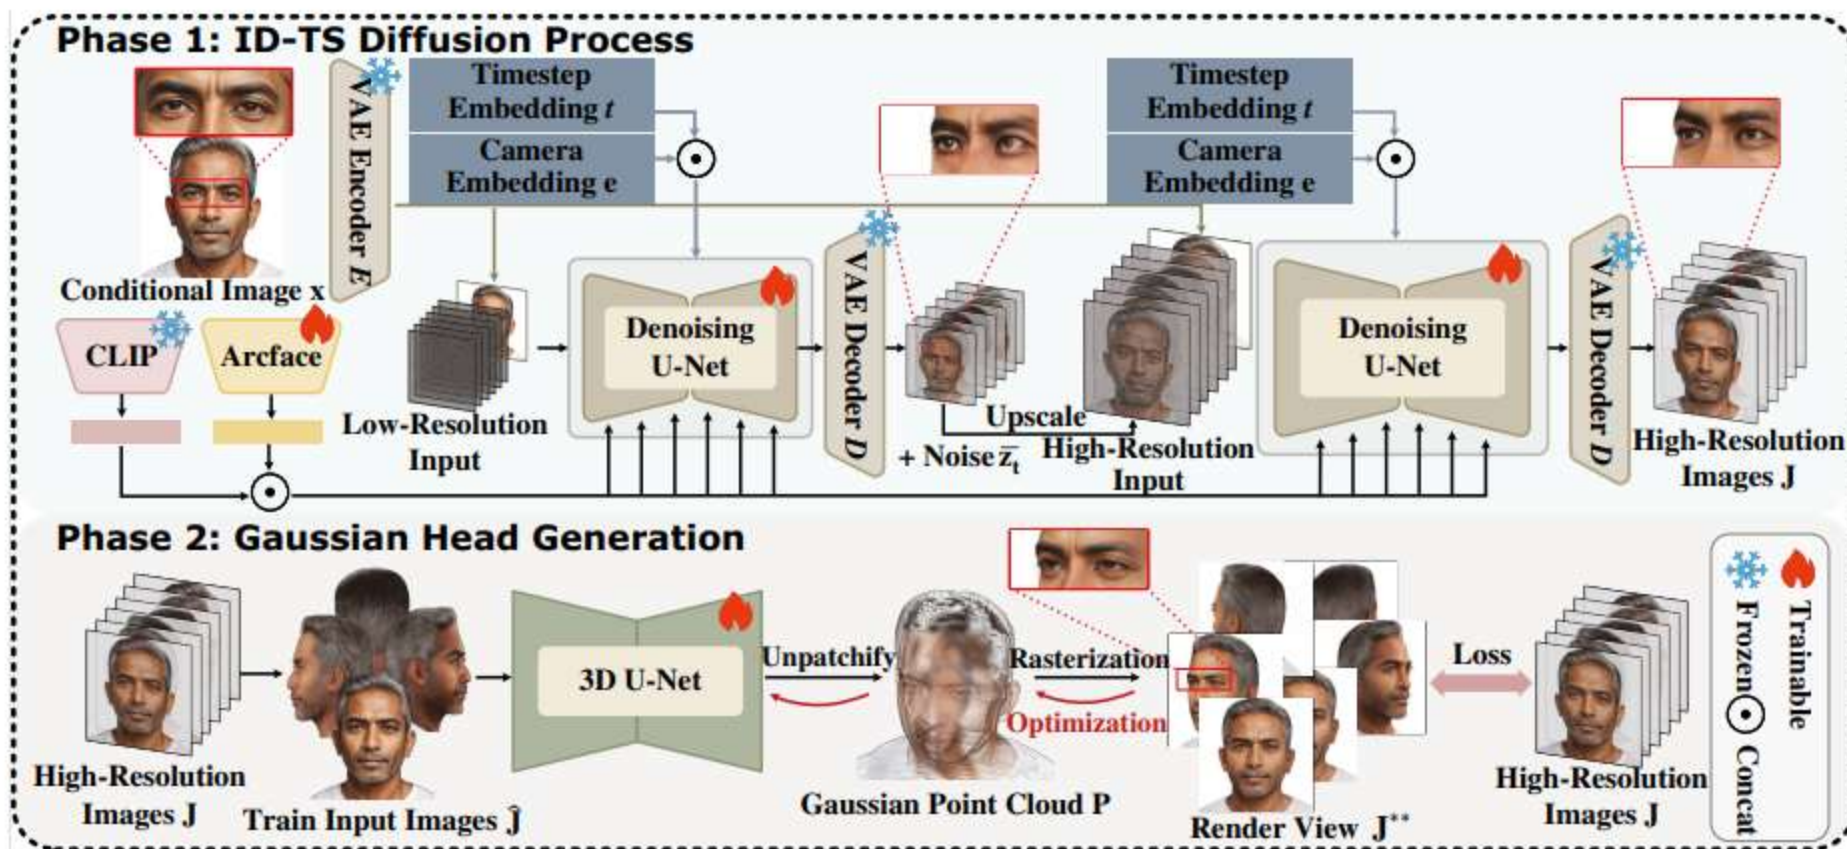 Phase 1: ID-TS Diffusion Process
VAE Encoder E
Timestep
Embedding t
Camera
Embedding e
Timestep
Embedding t
Camera
Embedding e
Conditional Image x
CLIP
Arcface
Low-Resolution
Input
Denoising
U-Net
VAE Decoder D
Upscale
+ Noise z̅t
High-Resolution
Input
Denoising
U-Net
VAE Decoder D
High-Resolution
Images J
Phase 2: Gaussian Head Generation
High-Resolution
Images J
Train Input Images Ĵ
3D U-Net
Unpatchify
Gaussian Point Cloud P
Rasterization
Optimization
Render View J**
Loss
High-Resolution
Images J
Frozen
Trainable
Concat